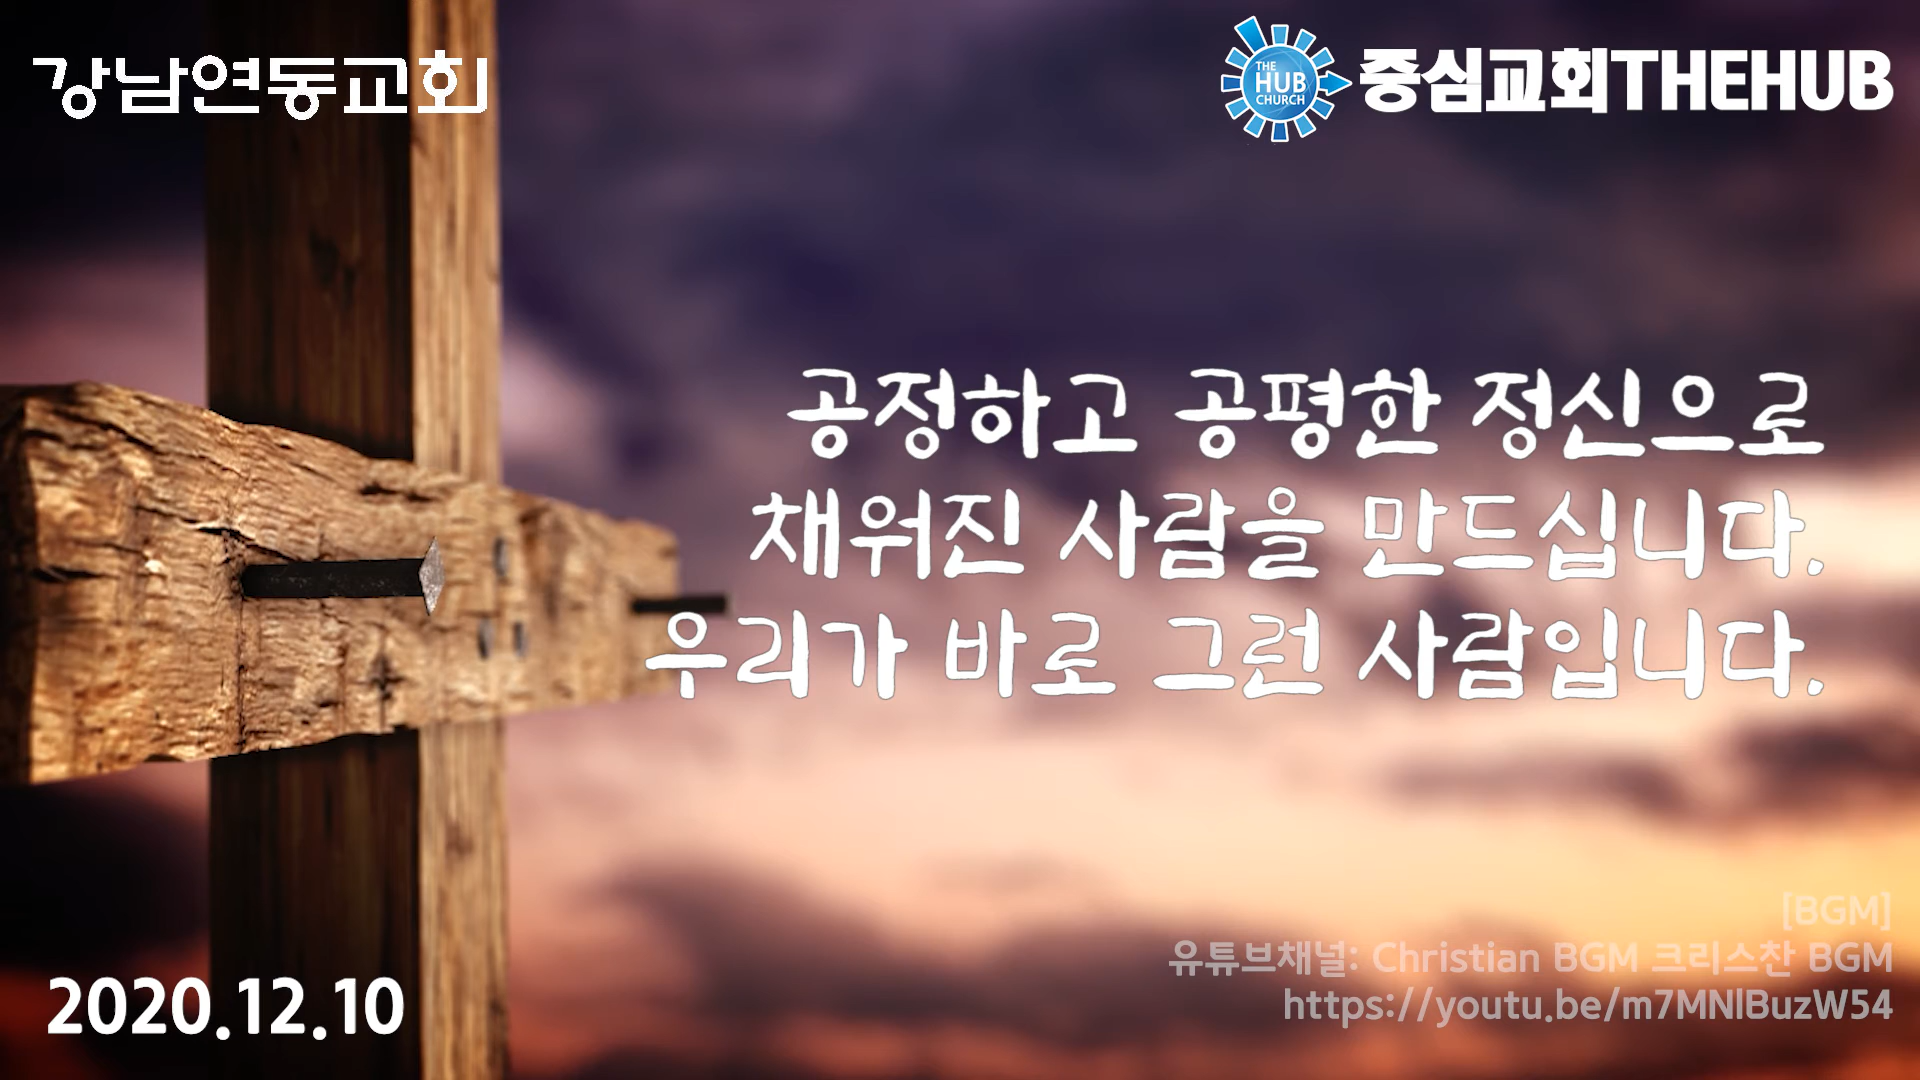 강남연동교회
THE
HUB
CHURCH
중심교회THEHUB
공정하고 공평한 정신으로
채워진 사람을 만드십니다.
우리가 바로 그런 사람입니다.
[BGM]
유튜브채널: Christian BGM 크리스찬 BGM
https://youtu.be/m7MNlBuzW54
2020.12.10